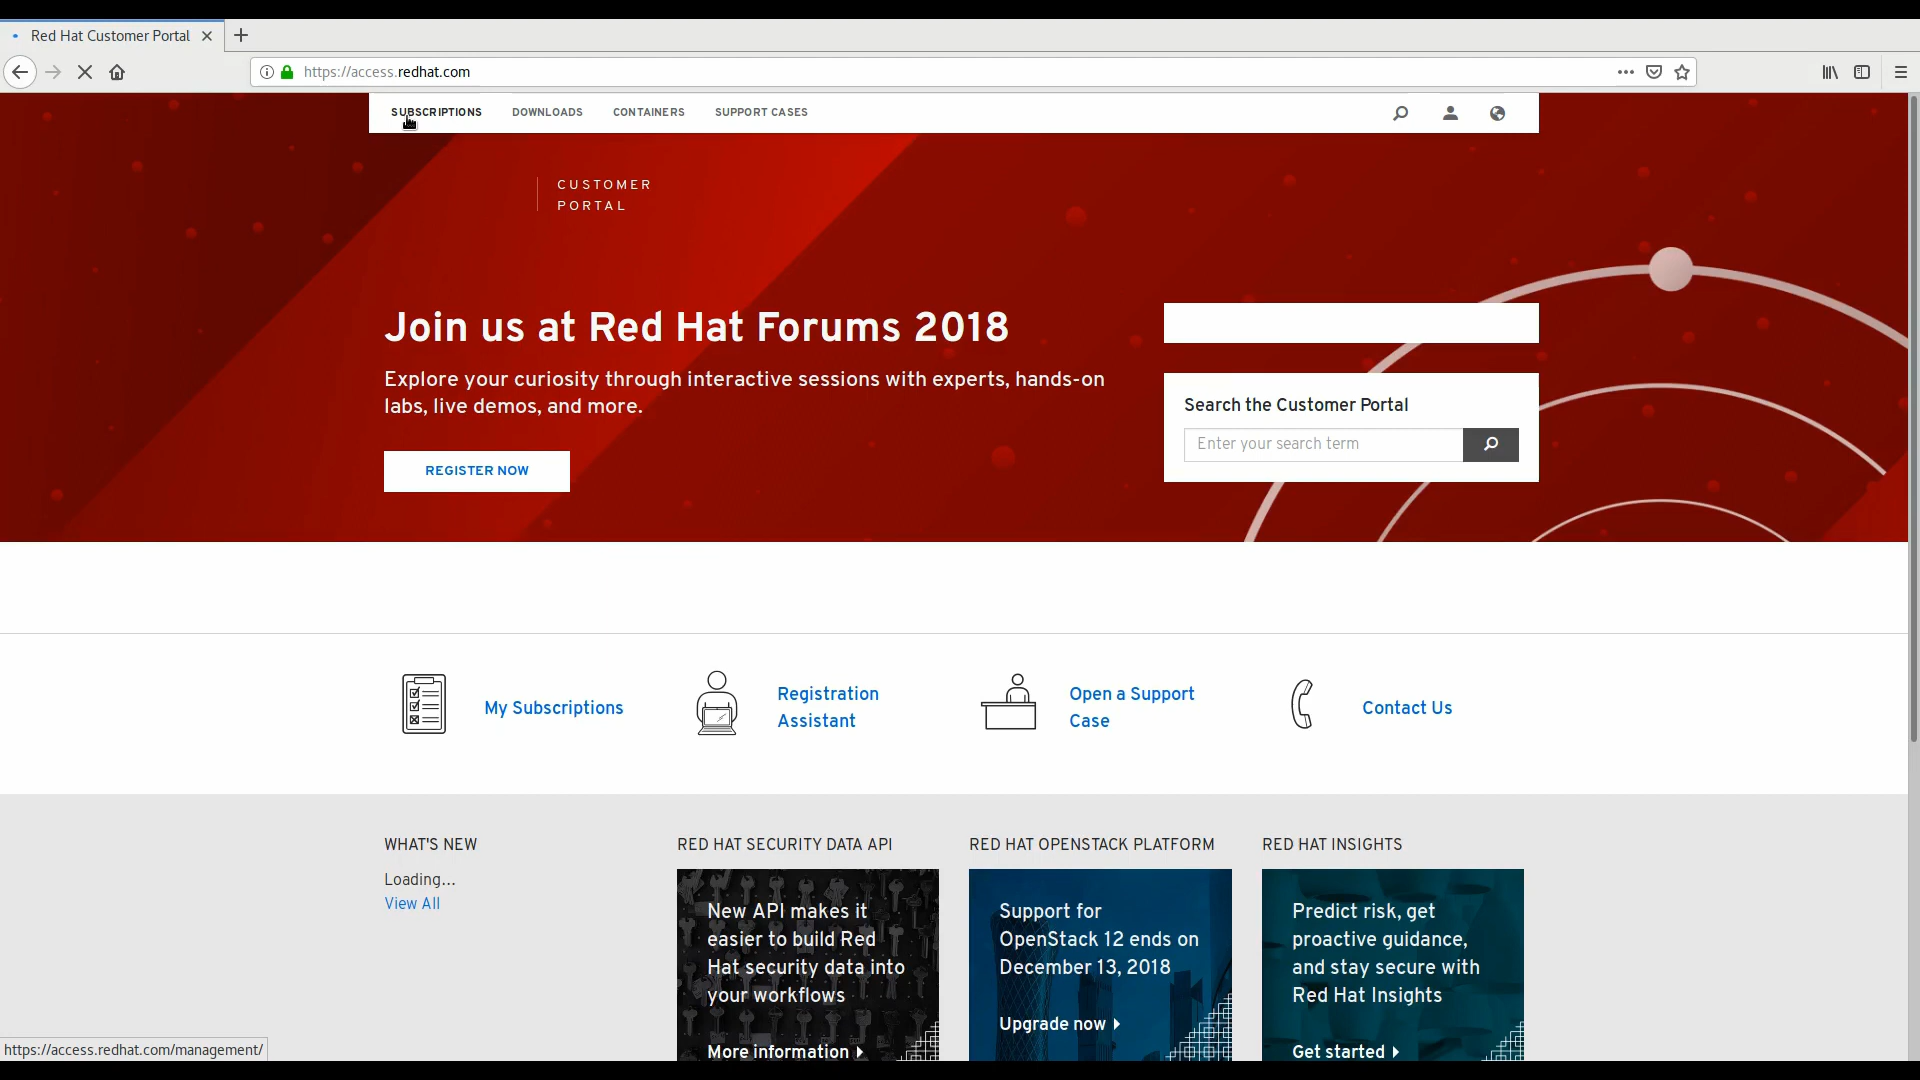 Red Hat Customer Portal
https://access.redhat.com
SUBSCRIPTIONS DOWNLOADS CONTAINERS SUPPORT CASES
CUSTOMER
PORTAL
Join us at Red Hat Forums 2018
Explore your curiosity through interactive sessions with experts, hands-on
labs, live demos, and more.
REGISTER NOW
Search the Customer Portal
Enter your search term
My Subscriptions
Registration
Assistant
Open a Support
Case
Contact Us
WHAT'S NEW
Loading...
View All
RED HAT SECURITY DATA API
New API makes it
easier to build Red
Hat security data into
your workflows
More information
RED HAT OPENSTACK PLATFORM
Support for
OpenStack 12 ends on
December 13, 2018
Upgrade now
RED HAT INSIGHTS
Predict risk, get
proactive guidance,
and stay secure with
Red Hat Insights
Get started
https://access.redhat.com/management/